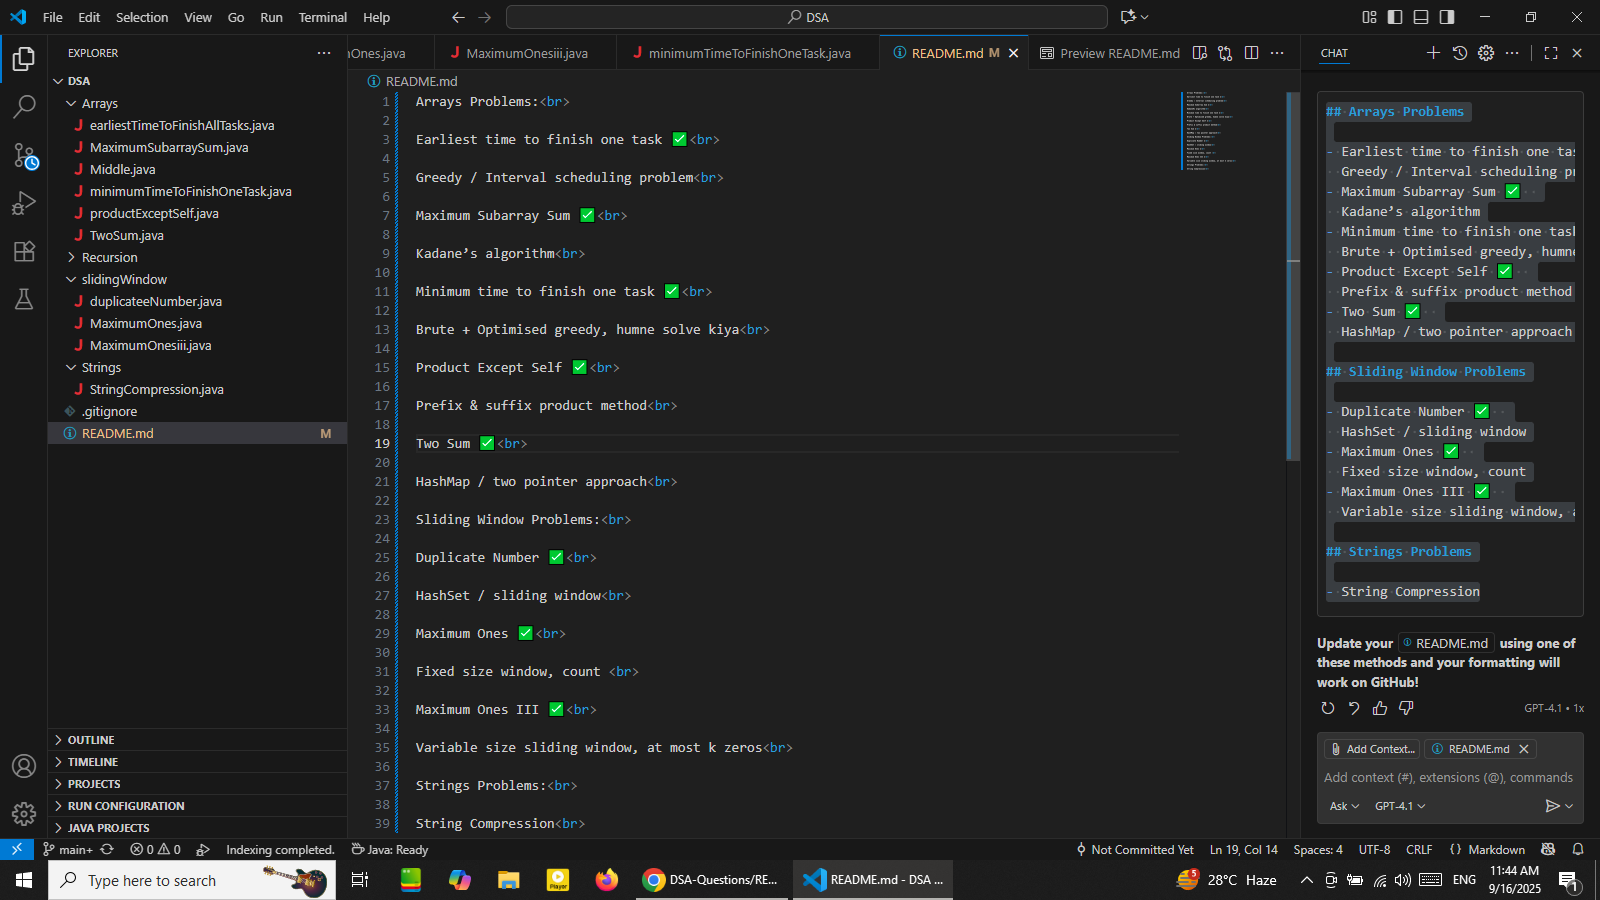 File Edit Selection View Go Run Terminal Help
DSA
EXPLORER
DSA
Arrays
earliestTimeToFinishAllTasks.java
MaximumSubarraySum.java
Middle.java
minimumTimeToFinishOneTask.java
productExceptSelf.java
TwoSum.java
Recursion
slidingWindow
duplicateeNumber.java
MaximumOnes.java
MaximumOnesiii.java
Strings
StringCompression.java
.gitignore
README.md M
OUTLINE
TIMELINE
PROJECTS
RUN CONFIGURATION
JAVA PROJECTS
Ones.java MaximumOnesiii.java minimumTimeToFinishOneTask.java README.md M Preview README.md
README.md
1 Arrays Problems:<br>
2
3 Earliest time to finish one task ✅<br>
4
5 Greedy / Interval scheduling problem<br>
6
7 Maximum Subarray Sum ✅<br>
8
9 Kadane’s algorithm<br>
10
11 Minimum time to finish one task ✅<br>
12
13 Brute + Optimised greedy, humne solve kiya<br>
14
15 Product Except Self ✅<br>
16
17 Prefix & suffix product method<br>
18
19 Two Sum ✅<br>
20
21 HashMap / two pointer approach<br>
22
23 Sliding Window Problems:<br>
24
25 Duplicate Number ✅<br>
26
27 HashSet / sliding window<br>
28
29 Maximum Ones ✅<br>
30
31 Fixed size window, count <br>
32
33 Maximum Ones III ✅<br>
34
35 Variable size sliding window, at most k zeros<br>
36
37 Strings Problems:<br>
38
39 String Compression<br>
CHAT
## Arrays Problems
- Earliest time to finish one tas
Greedy / Interval scheduling pr
- Maximum Subarray Sum ✅
Kadane’s algorithm
- Minimum time to finish one task
Brute + Optimised greedy, humne
- Product Except Self ✅
Prefix & suffix product method
- Two Sum ✅
HashMap / two pointer approach
## Sliding Window Problems
- Duplicate Number ✅
HashSet / sliding window
- Maximum Ones ✅
Fixed size window, count
- Maximum Ones III ✅
Variable size sliding window, a
## Strings Problems
- String Compression
Update your README.md using one of
these methods and your formatting will
work on GitHub!
GPT-4.1 • 1x
Add Context... README.md
Add context (#), extensions (@), commands
Ask GPT-4.1
main+ 0 0 Indexing completed. Java: Ready Not Committed Yet Ln 19, Col 14 Spaces: 4 UTF-8 CRLF Markdown
Type here to search
Player
DSA-Questions/RE...
README.md - DSA ...
5
28°C Haze
ENG
11:44 AM
9/16/2025
1